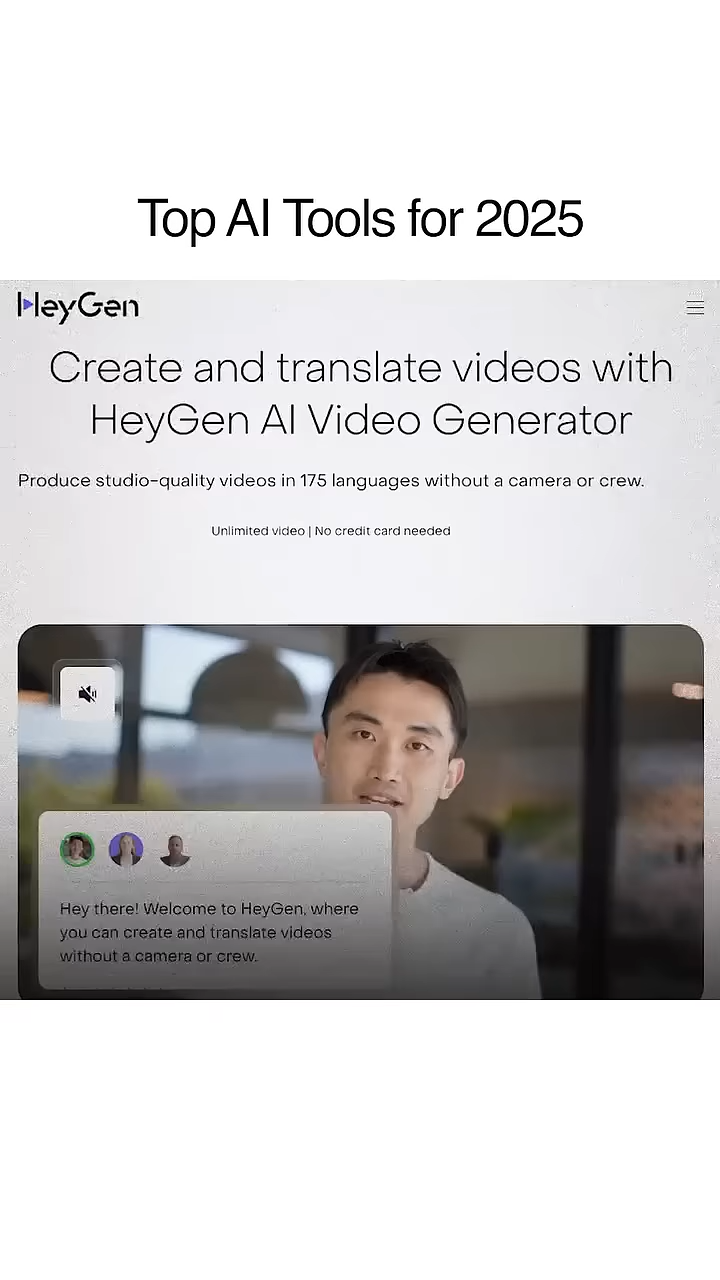 Top AI Tools for 2025
HeyGen
Create and translate videos with
HeyGen AI Video Generator
Produce studio-quality videos in 175 languages without a camera or crew.
Unlimited video | No credit card needed
Hey there! Welcome to HeyGen, where
you can create and translate videos
without a camera or crew.